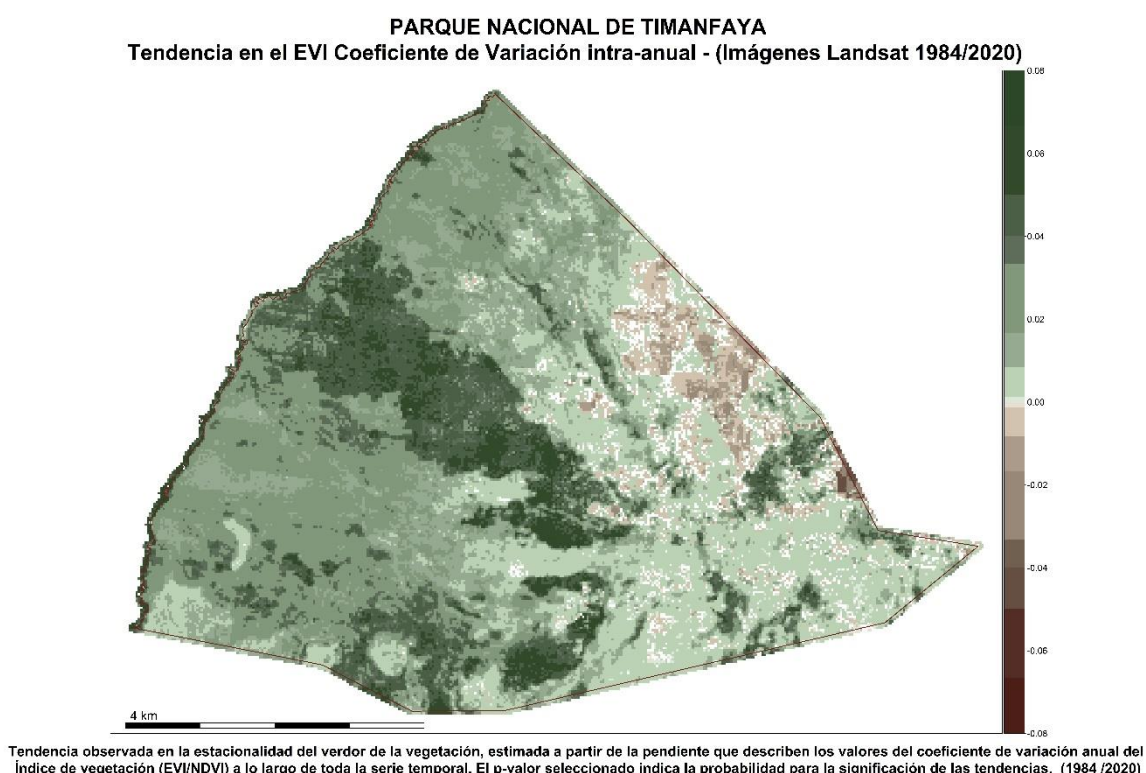 PARQUE NACIONAL DE TIMANFAYA
Tendencia en el EVI Coeficiente de Variación intra-anual - (Imágenes Landsat 1984/2020)
0.08
0.06
0.04
0.02
0.00
-0.02
-0.04
-0.06
-0.08
4 km
Tendencia observada en la estacionalidad del verdor de la vegetación, estimada a partir de la pendiente que describen los valores del coeficiente de variación anual del
Índice de vegetación (EVI/NDVI) a lo largo de toda la serie temporal. El p-valor seleccionado indica la probabilidad para la significación de las tendencias. (1984 /2020)